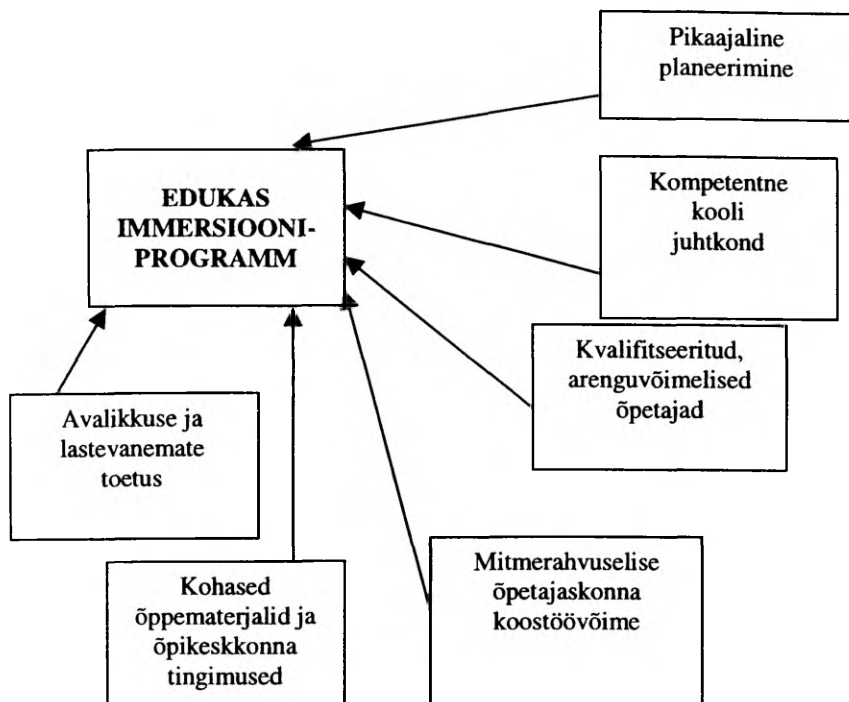 Pikaajaline
planeerimine
EDUKAS
IMMERSIOONI-
PROGRAMM
Kompetentne
kooli
juhtkond
Kvalifitseeritud,
arenguvõimelised
õpetajad
Avalikkuse ja
lastevanemate
toetus
Mitmerahvuselise
õpetajaskonna
koostöövõime
Kohased
õppematerjalid ja
õpikeskkonna
tingimused